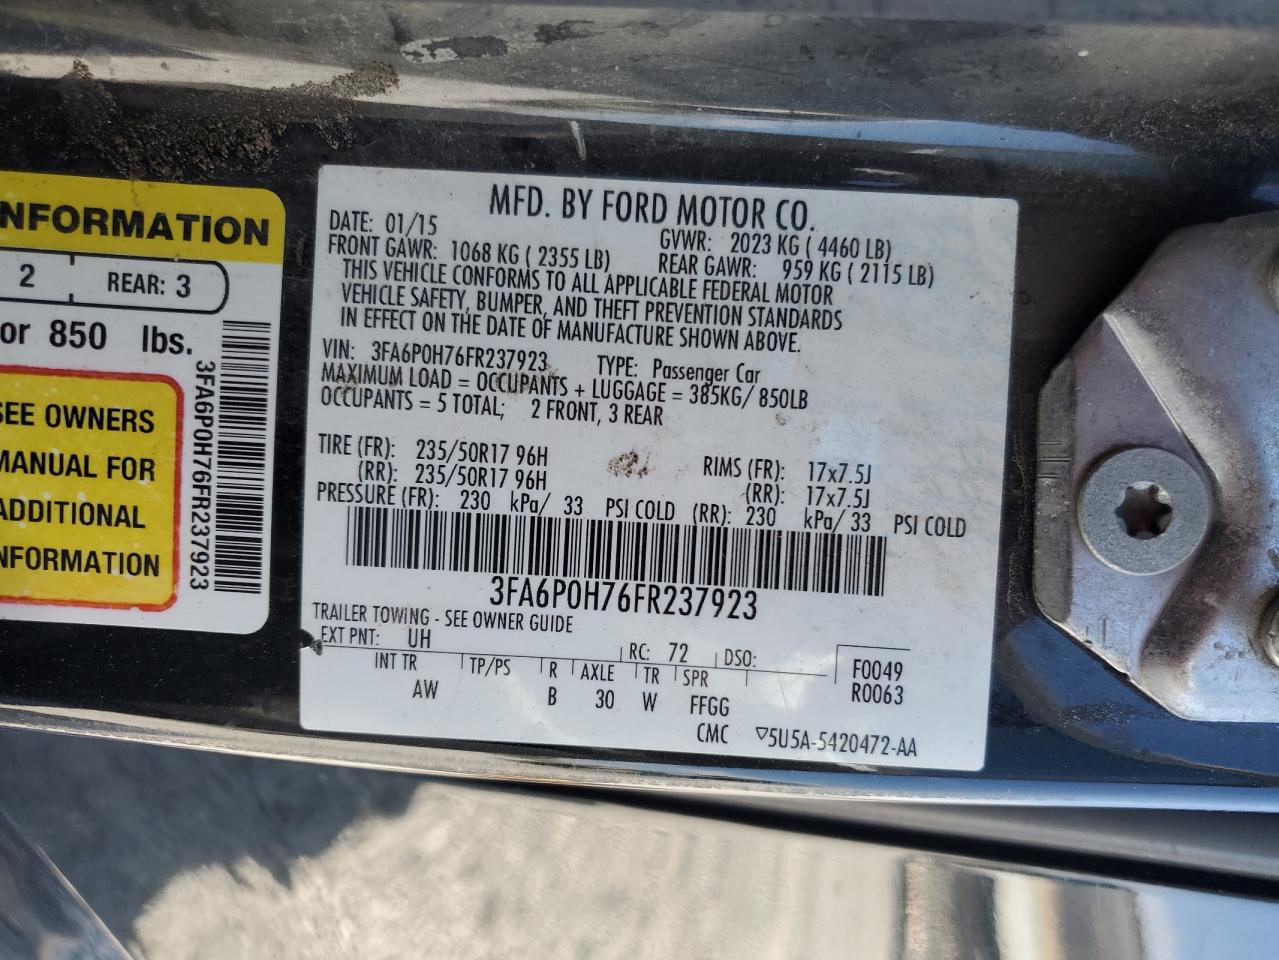 NFORMATION
2 REAR: 3
or 850 lbs.
SEE OWNERS
MANUAL FOR
ADDITIONAL
NFORMATION
3FA6P0H76FR237923
MFD. BY FORD MOTOR CO.
DATE: 01/15 GVWR: 2023 KG ( 4460 LB)
FRONT GAWR: 1068 KG ( 2355 LB) REAR GAWR: 959 KG ( 2115 LB)
THIS VEHICLE CONFORMS TO ALL APPLICABLE FEDERAL MOTOR
VEHICLE SAFETY, BUMPER, AND THEFT PREVENTION STANDARDS
IN EFFECT ON THE DATE OF MANUFACTURE SHOWN ABOVE.
VIN: 3FA6P0H76FR237923 TYPE: Passenger Car
MAXIMUM LOAD = OCCUPANTS + LUGGAGE = 385KG/ 850LB
OCCUPANTS = 5 TOTAL; 2 FRONT, 3 REAR
TIRE (FR): 235/50R17 96H RIMS (FR): 17x7.5J
(RR): 235/50R17 96H (RR): 17x7.5J
PRESSURE (FR): 230 kPa/ 33 PSI COLD (RR): 230 kPa/ 33 PSI COLD
3FA6P0H76FR237923
TRAILER TOWING - SEE OWNER GUIDE
EXT PNT: UH RC: 72 DSO: F0049
INT TR TP/PS R AXLE TR SPR R0063
AW B 30 W FFGG
CMC ▽5U5A-5420472-AA